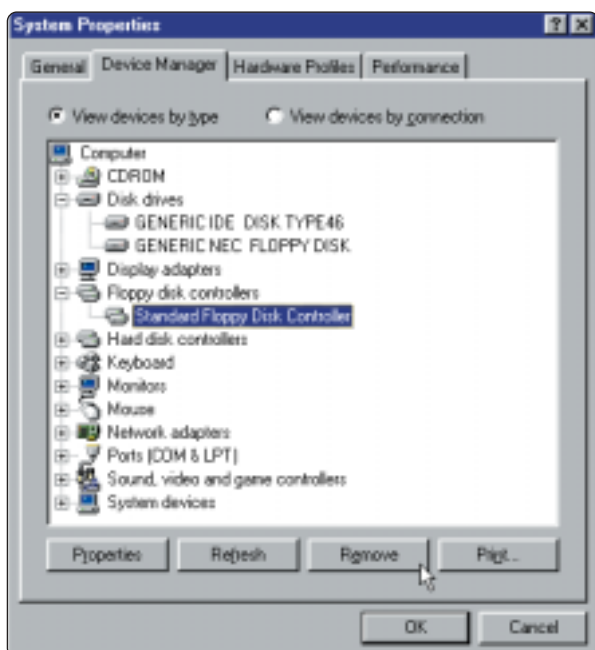 System Properties
General Device Manager Hardware Profiles Performance
View devices by type View devices by connection
Computer
CDROM
Disk drives
GENERIC IDE DISK TYPE46
GENERIC NEC FLOPPY DISK
Display adapters
Floppy disk controllers
Standard Floppy Disk Controller
Hard disk controllers
Keyboard
Monitors
Mouse
Network adapters
Ports (COM & LPT)
Sound, video and game controllers
System devices
Properties Refresh Remove Print...
OK Cancel